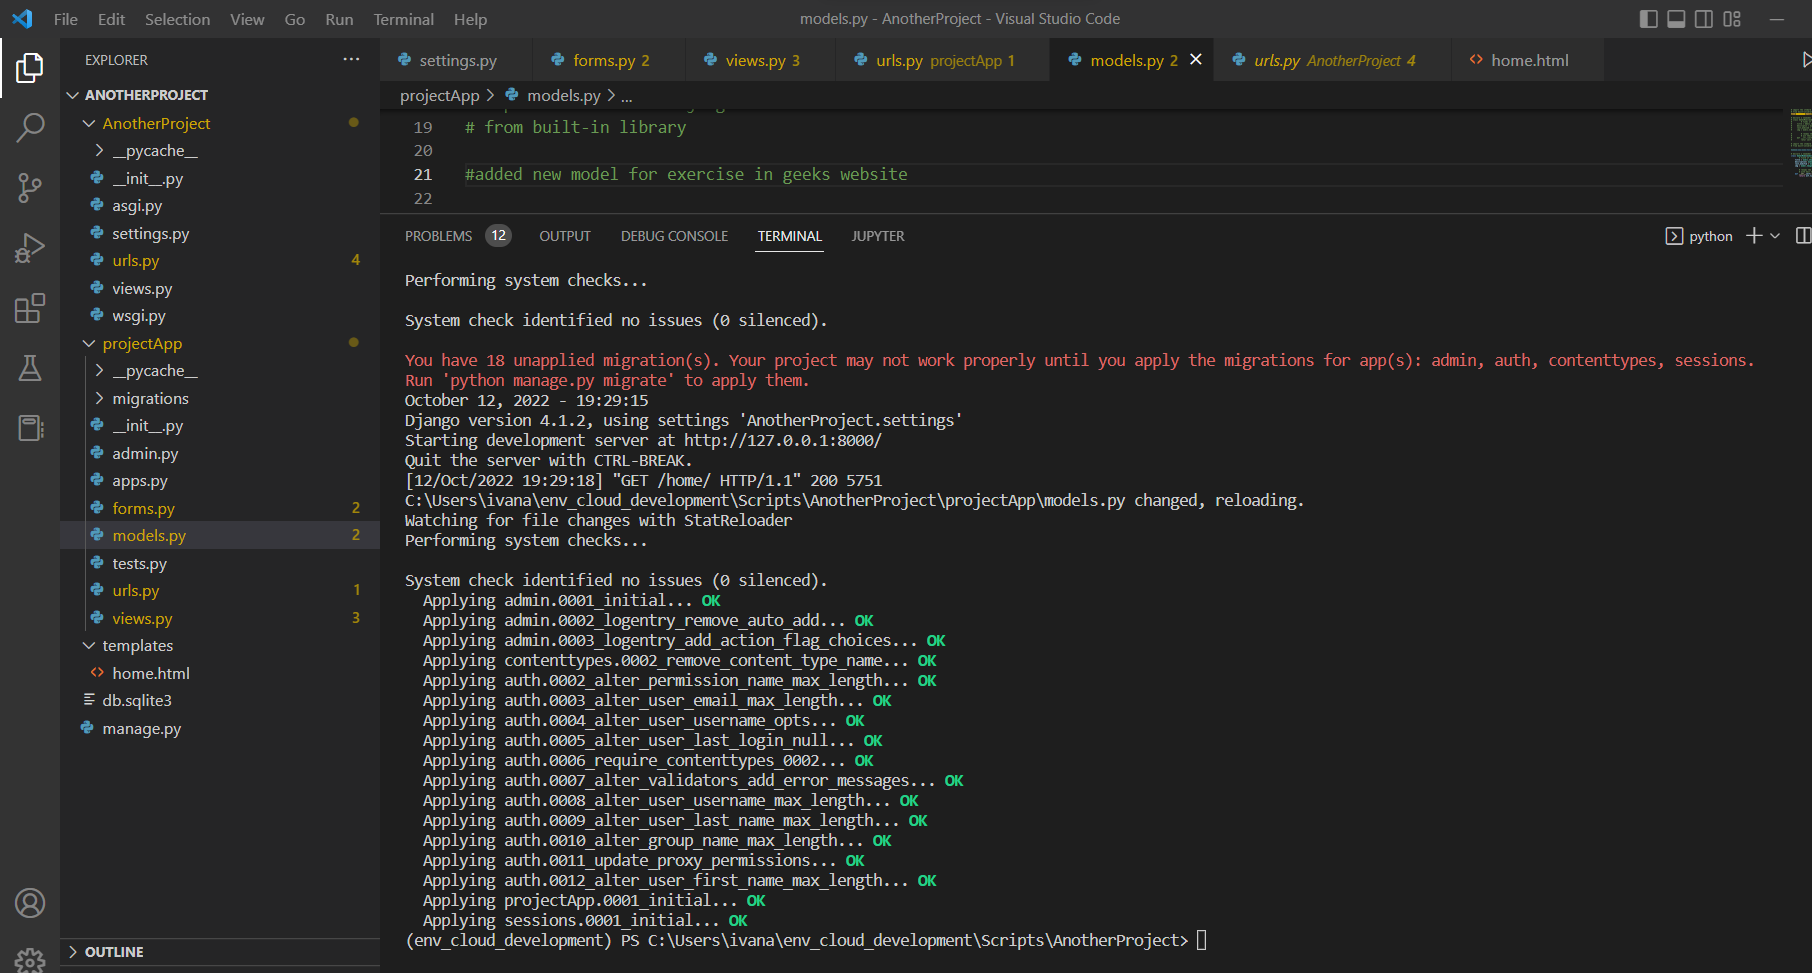 File Edit Selection View Go Run Terminal Help
models.py - AnotherProject - Visual Studio Code
EXPLORER
ANOTHERPROJECT
AnotherProject
__pycache__
__init__.py
asgi.py
settings.py
urls.py 4
views.py
wsgi.py
projectApp
__pycache__
migrations
__init__.py
admin.py
apps.py
forms.py 2
models.py 2
tests.py
urls.py 1
views.py 3
templates
home.html
db.sqlite3
manage.py
OUTLINE
settings.py forms.py 2 views.py 3 urls.py projectApp 1 models.py 2 urls.py AnotherProject 4 home.html
projectApp > models.py > ...
19 # from built-in library
20
21 #added new model for exercise in geeks website
22
PROBLEMS 12 OUTPUT DEBUG CONSOLE TERMINAL JUPYTER
python
Performing system checks...
System check identified no issues (0 silenced).
You have 18 unapplied migration(s). Your project may not work properly until you apply the migrations for app(s): admin, auth, contenttypes, sessions.
Run 'python manage.py migrate' to apply them.
October 12, 2022 - 19:29:15
Django version 4.1.2, using settings 'AnotherProject.settings'
Starting development server at http://127.0.0.1:8000/
Quit the server with CTRL-BREAK.
[12/Oct/2022 19:29:18] "GET /home/ HTTP/1.1" 200 5751
C:\Users\ivana\env_cloud_development\Scripts\AnotherProject\projectApp\models.py changed, reloading.
Watching for file changes with StatReloader
Performing system checks...
System check identified no issues (0 silenced).
Applying admin.0001_initial... OK
Applying admin.0002_logentry_remove_auto_add... OK
Applying admin.0003_logentry_add_action_flag_choices... OK
Applying contenttypes.0002_remove_content_type_name... OK
Applying auth.0002_alter_permission_name_max_length... OK
Applying auth.0003_alter_user_email_max_length... OK
Applying auth.0004_alter_user_username_opts... OK
Applying auth.0005_alter_user_last_login_null... OK
Applying auth.0006_require_contenttypes_0002... OK
Applying auth.0007_alter_validators_add_error_messages... OK
Applying auth.0008_alter_user_username_max_length... OK
Applying auth.0009_alter_user_last_name_max_length... OK
Applying auth.0010_alter_group_name_max_length... OK
Applying auth.0011_update_proxy_permissions... OK
Applying auth.0012_alter_user_first_name_max_length... OK
Applying projectApp.0001_initial... OK
Applying sessions.0001_initial... OK
(env_cloud_development) PS C:\Users\ivana\env_cloud_development\Scripts\AnotherProject>